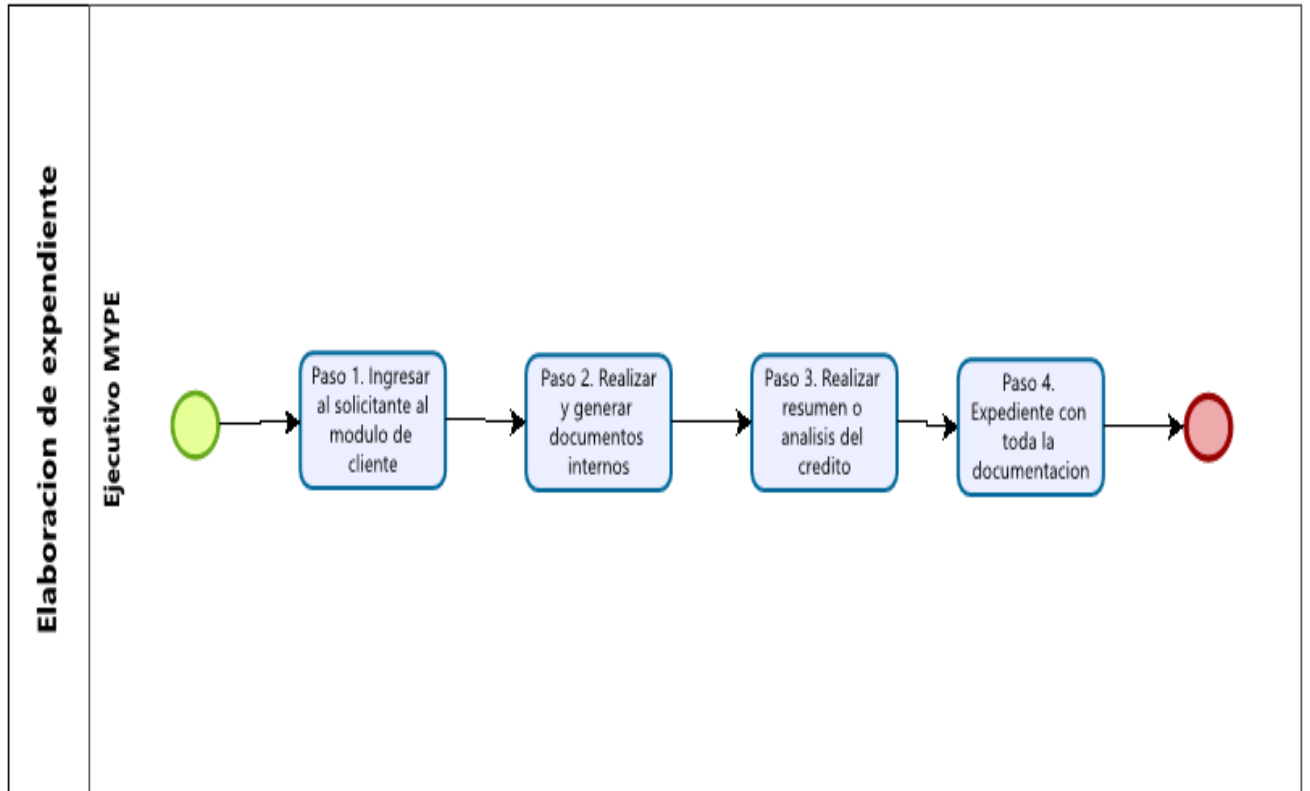 Elaboracion de expendiente
Ejecutivo MYPE
Paso 1. Ingresar
al solicitante al
modulo de
cliente
Paso 2. Realizar
y generar
documentos
internos
Paso 3. Realizar
resumen o
analisis del
credito
Paso 4.
Expediente con
toda la
documentacion